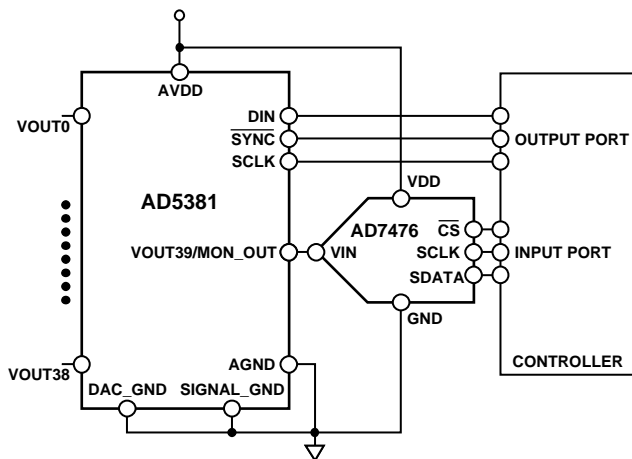 AVDD
DIN
VOUT0
SYNC
OUTPUT PORT
SCLK
VDD
AD5381
AD7476
CS
VOUT39/MON_OUT
VIN
SCLK
INPUT PORT
SDATA
GND
AGND
CONTROLLER
VOUT38
DAC_GND
SIGNAL_GND